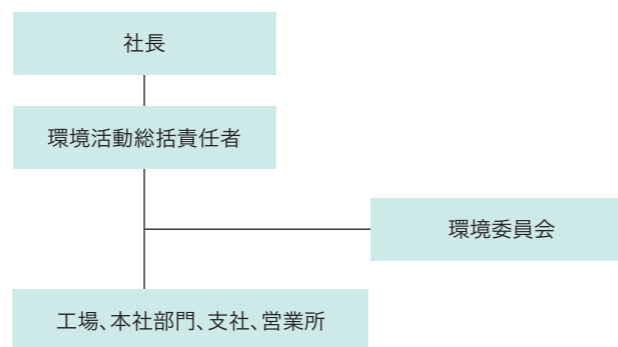 社長
環境活動総括責任者
環境委員会
工場、本社部門、支社、営業所